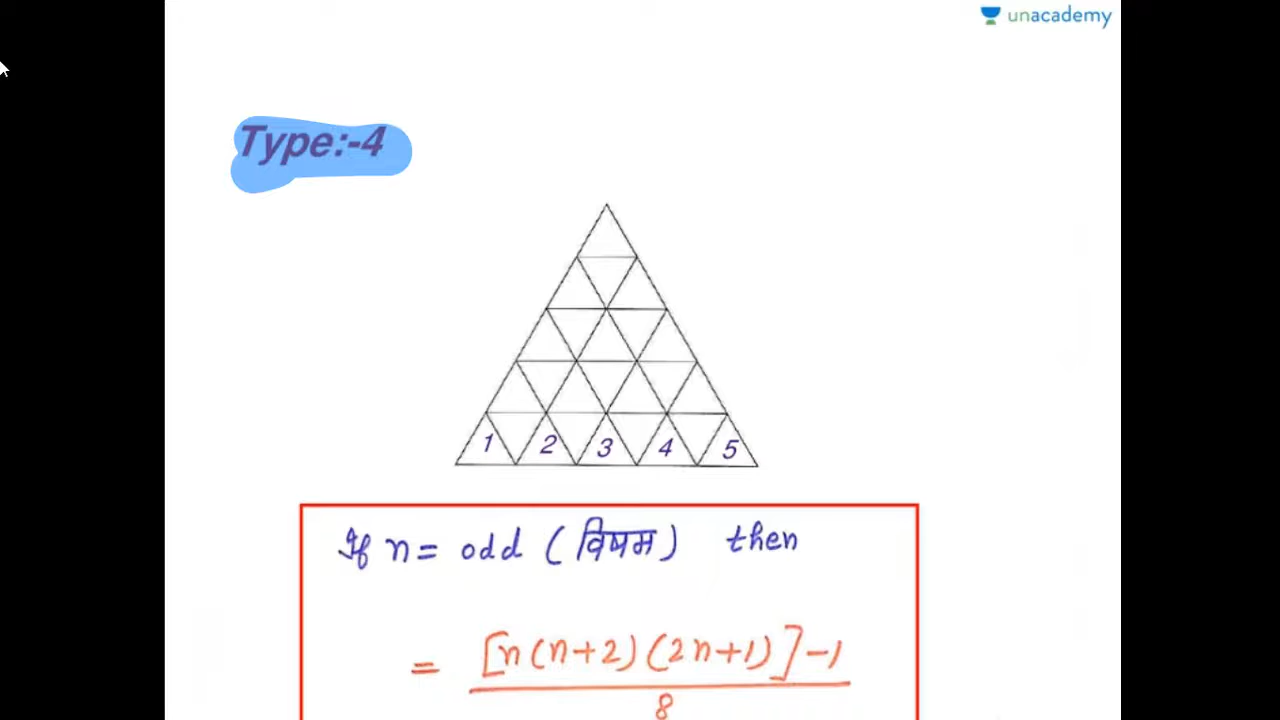 unacademy
Type:-4
1 2 3 4 5
If n = odd (विषम) then
= [n(n+2)(2n+1)]-1
8